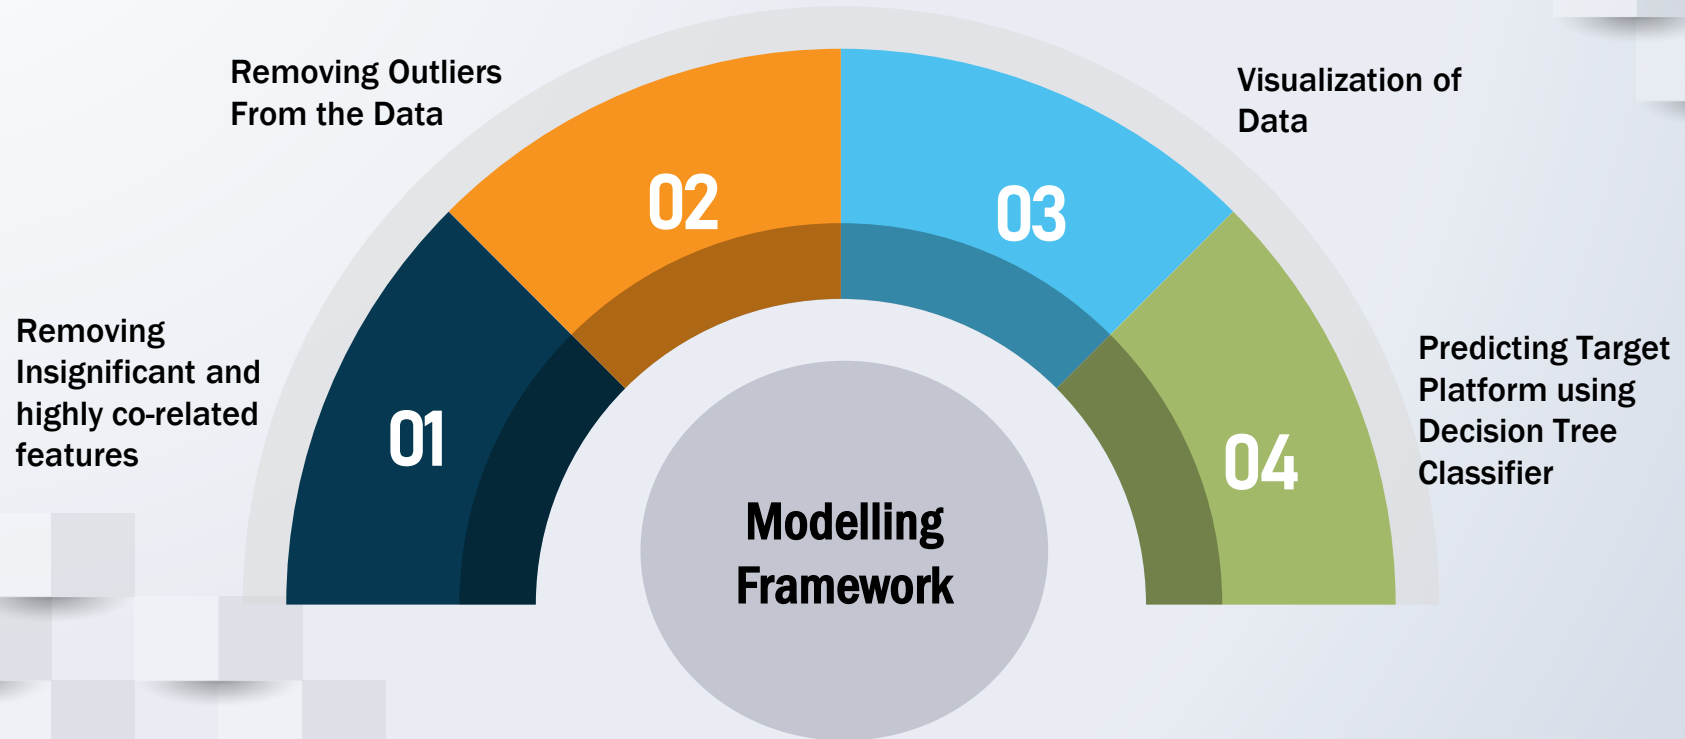 Removing Outliers
From the Data
02
Visualization of
Data
03
Removing
Insignificant and
highly co-related
features
01
Predicting Target
Platform using
Decision Tree
Classifier
04
Modelling
Framework